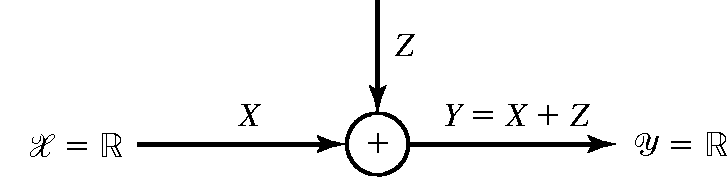 Z
X
Y = X + Z
𝒳 = ℝ
+
𝒴 = ℝ